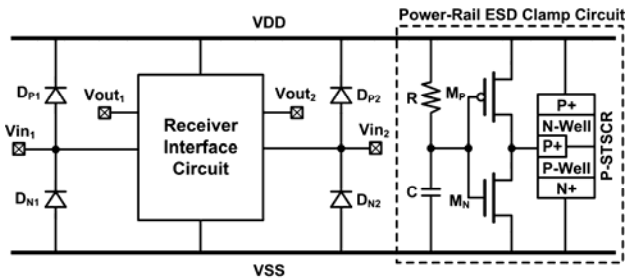 Power-Rail ESD Clamp Circuit
VDD
DP1
Vout1
Vin1
DN1
Receiver
Interface
Circuit
Vout2
DP2
Vin2
DN2
R
C
MP
MN
P+
N-Well
P+
P-Well
N+
P-STSCR
VSS